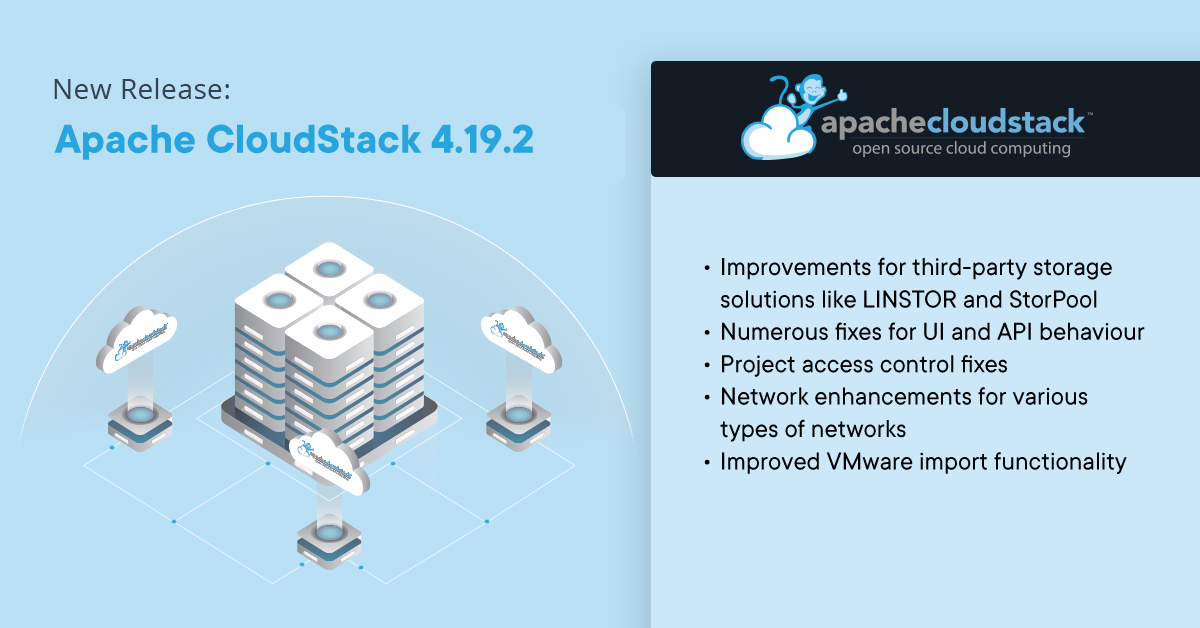 New Release:
Apache CloudStack 4.19.2
apachecloudstack™
open source cloud computing
• Improvements for third-party storage
solutions like LINSTOR and StorPool
• Numerous fixes for UI and API behaviour
• Project access control fixes
• Network enhancements for various
types of networks
• Improved VMware import functionality